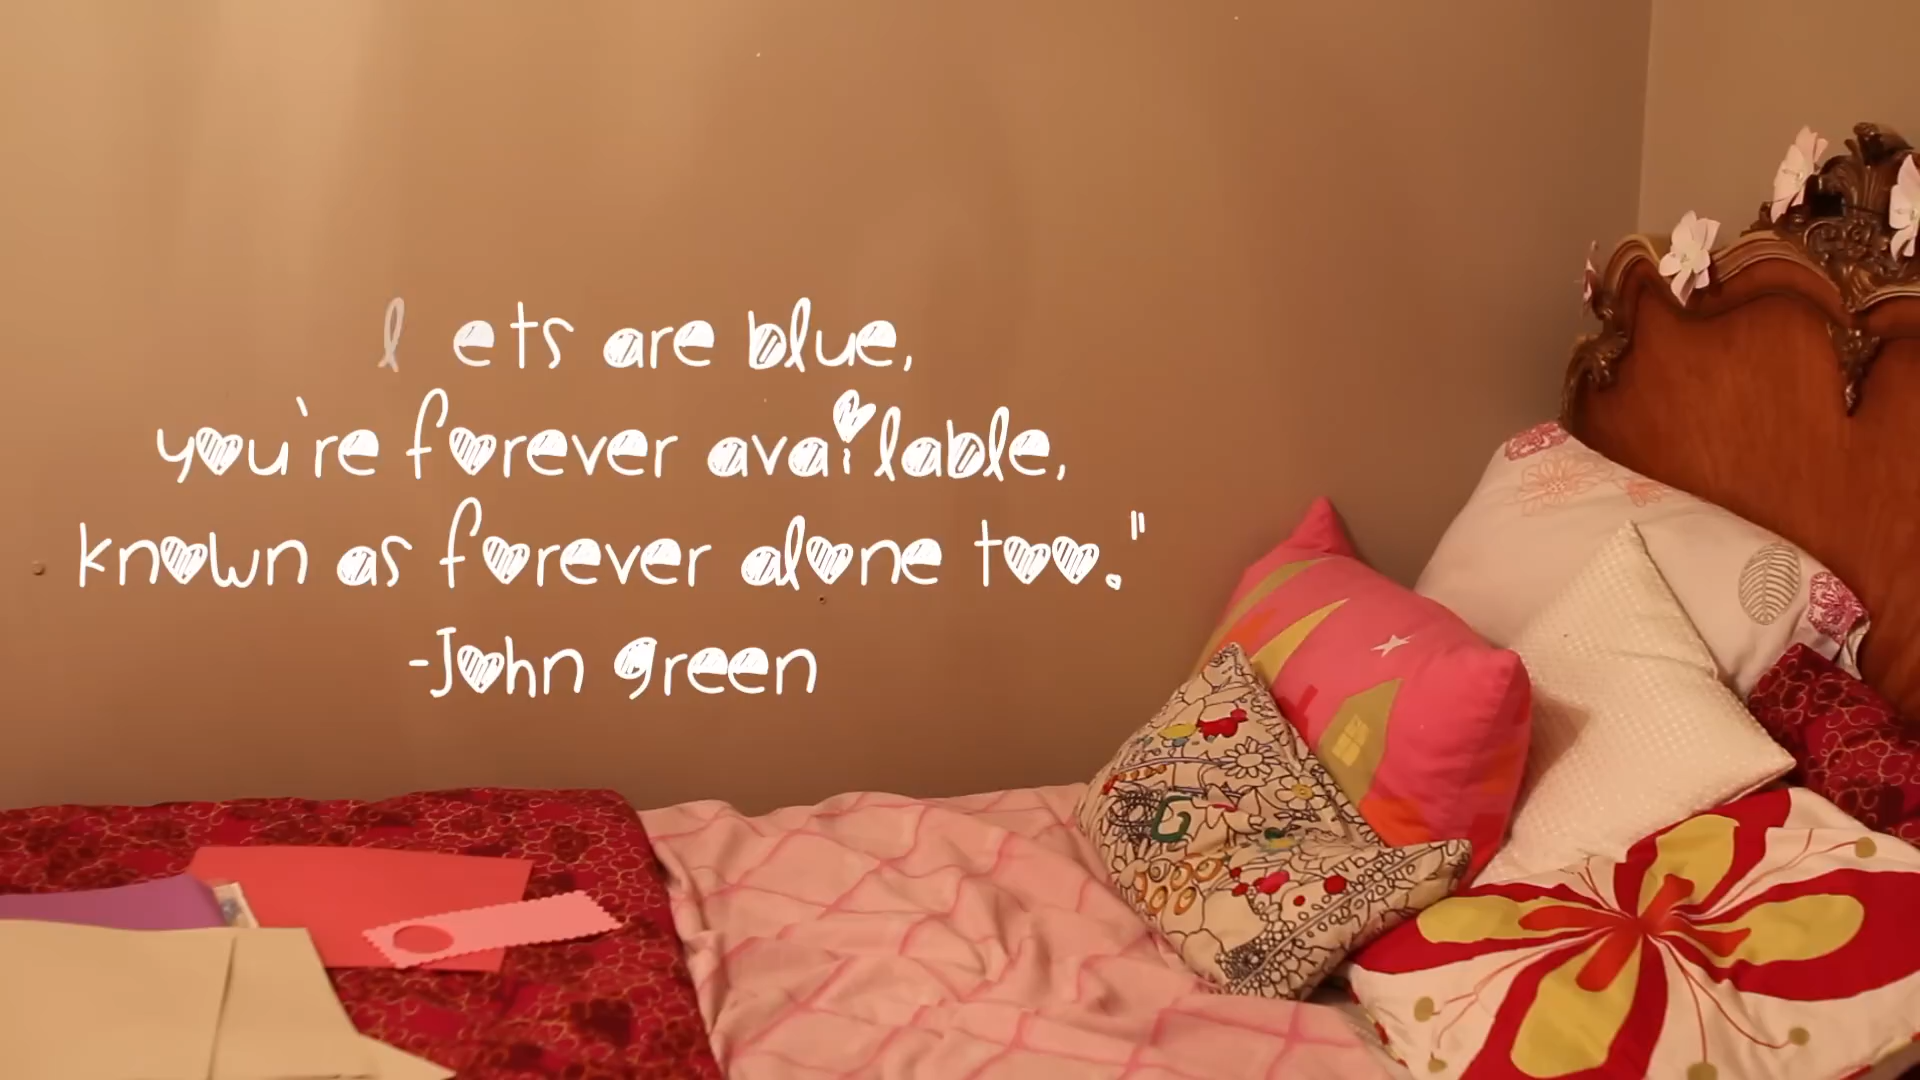 l ets are blue,
you're forever available,
known as forever alone too."
-John Green